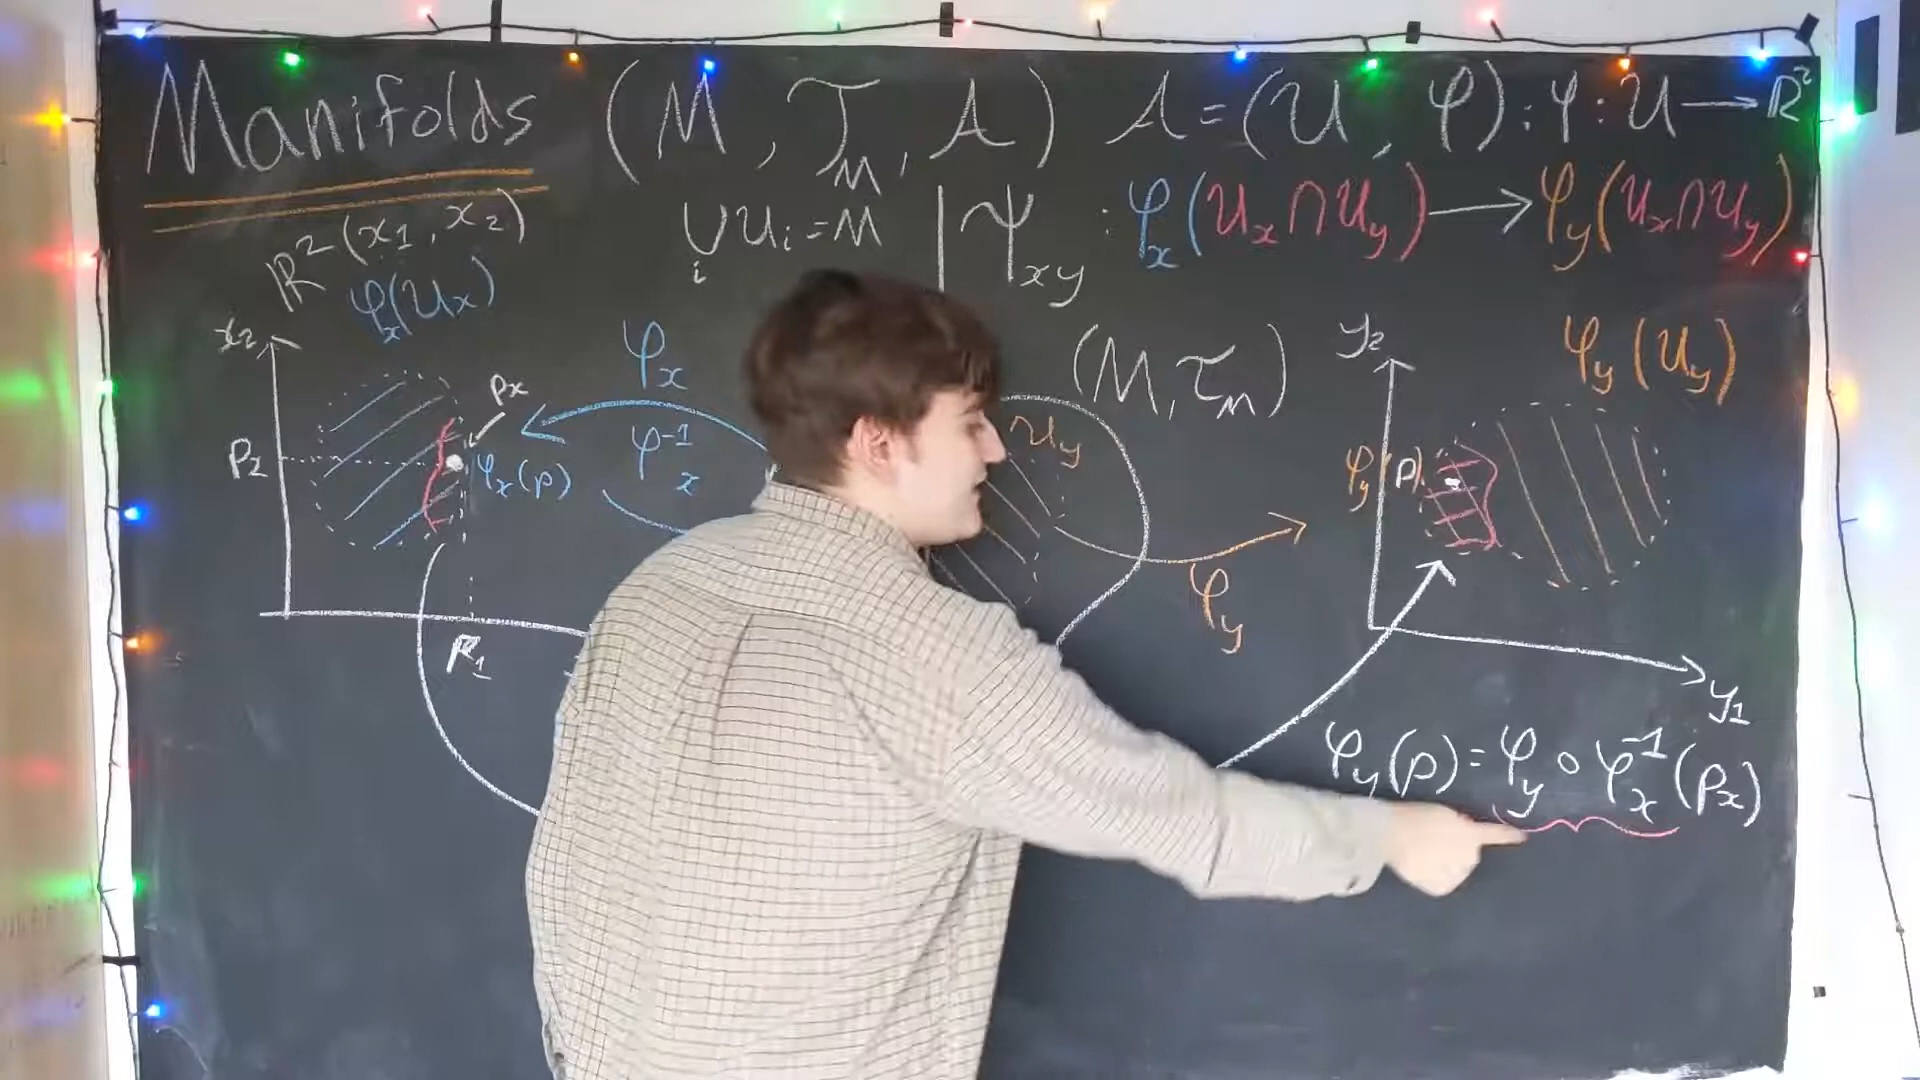 Manifolds (M, 𝒯_M, 𝒜) 𝒜 = (U, φ) : φ : U → ℝ²
ℝ² (x₁, x₂)
⋃_i U_i = M
ψ_xy : φ_x(U_x ∩ U_y) → φ_y(U_x ∩ U_y)
φ_x(U_x)
x₂
φ_x
(M, 𝒯_M)
y₂
φ_y(U_y)
p_x
φ_x⁻¹
U_y
P₂
φ_x(p)
φ_y(p)
φ_y
P₁
y₁
φ_y(p) = φ_y ∘ φ_x⁻¹(p_x)